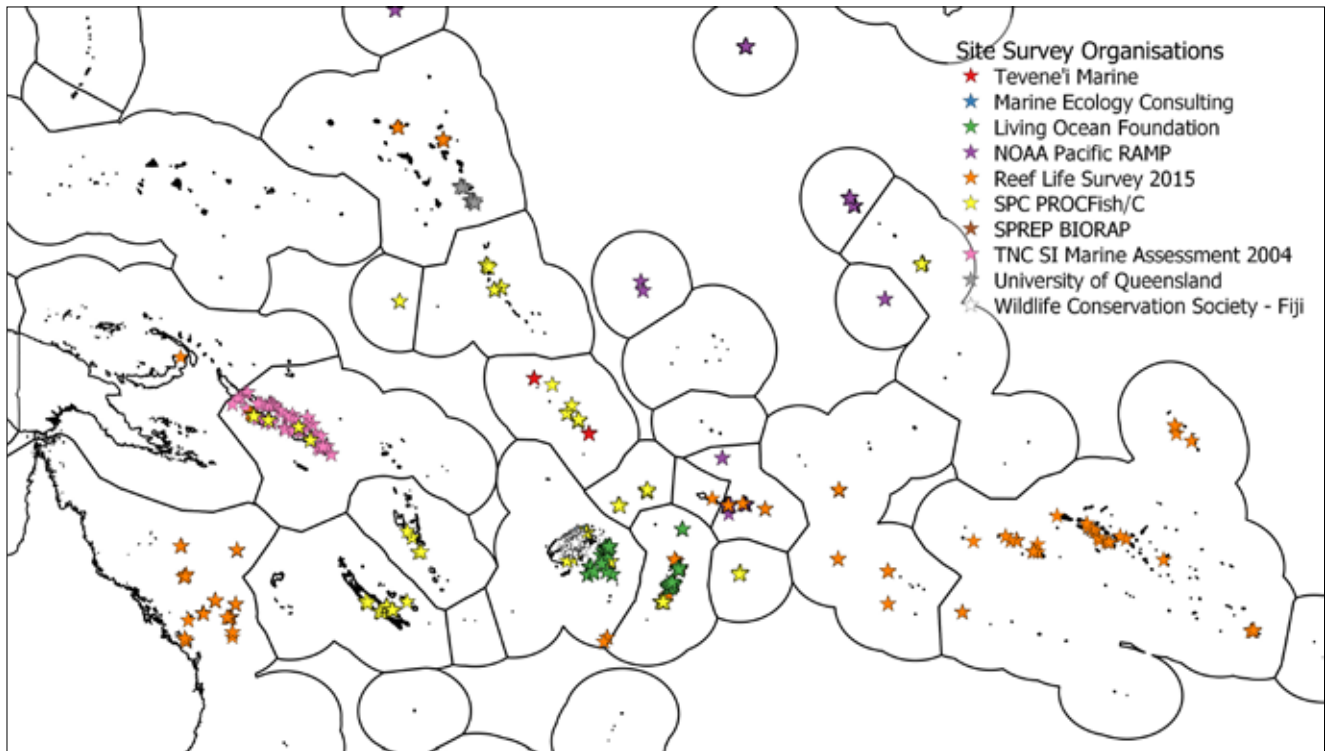 Site Survey Organisations
Tevene'i Marine
Marine Ecology Consulting
Living Ocean Foundation
NOAA Pacific RAMP
Reef Life Survey 2015
SPC PROCFish/C
SPREP BIORAP
TNC SI Marine Assessment 2004
University of Queensland
Wildlife Conservation Society - Fiji